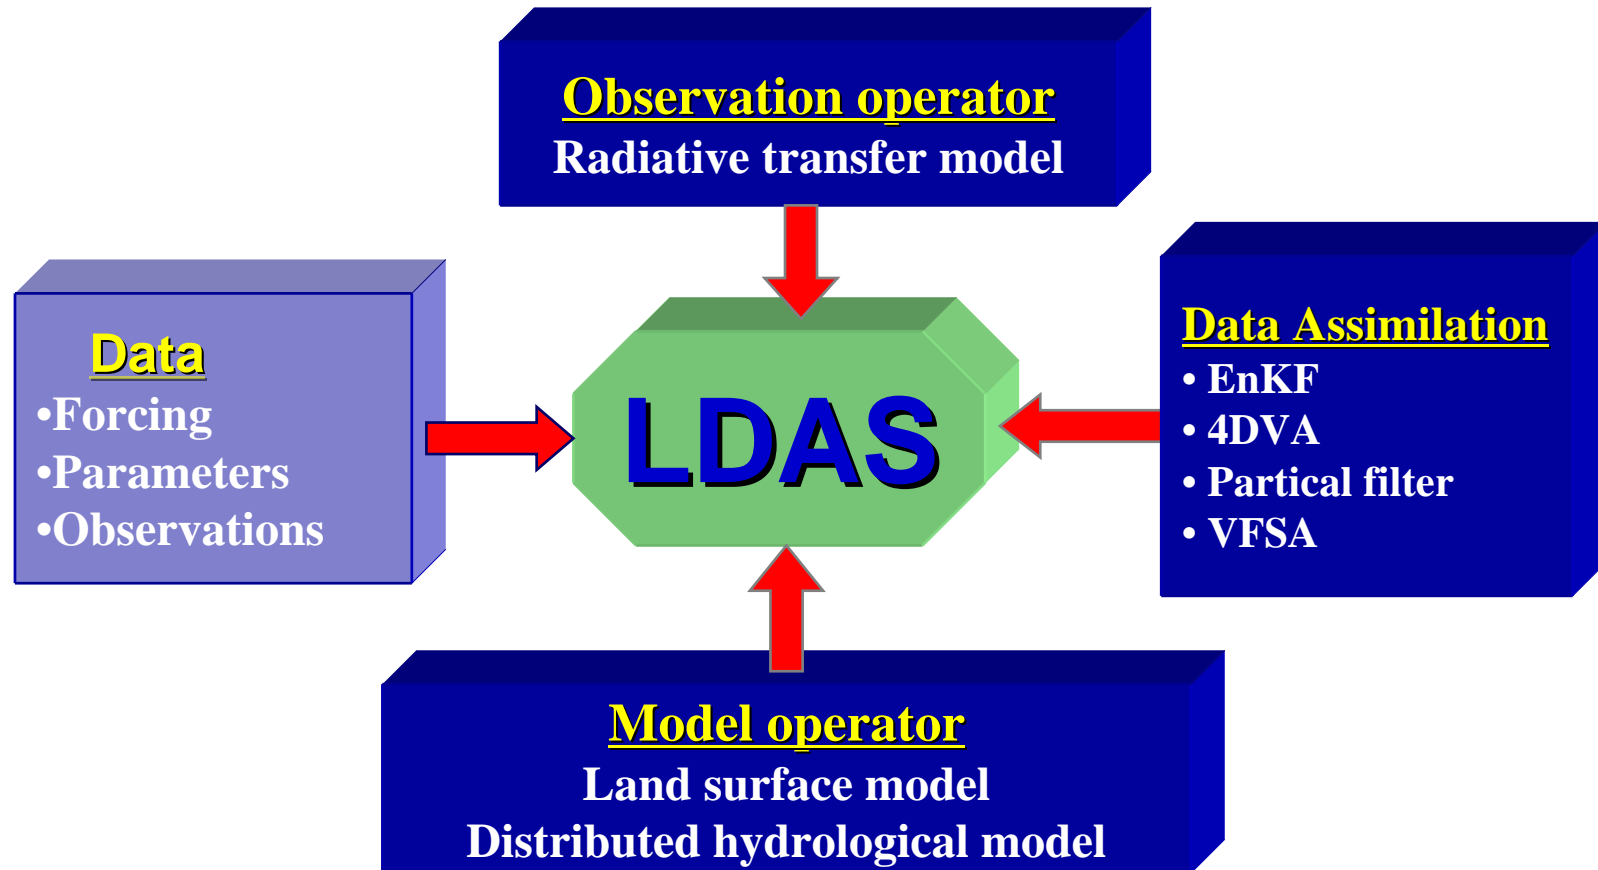 Observation operator
Radiative transfer model
Data
•Forcing
•Parameters
•Observations
LDAS
Data Assimilation
• EnKF
• 4DVA
• Partical filter
• VFSA
Model operator
Land surface model
Distributed hydrological model